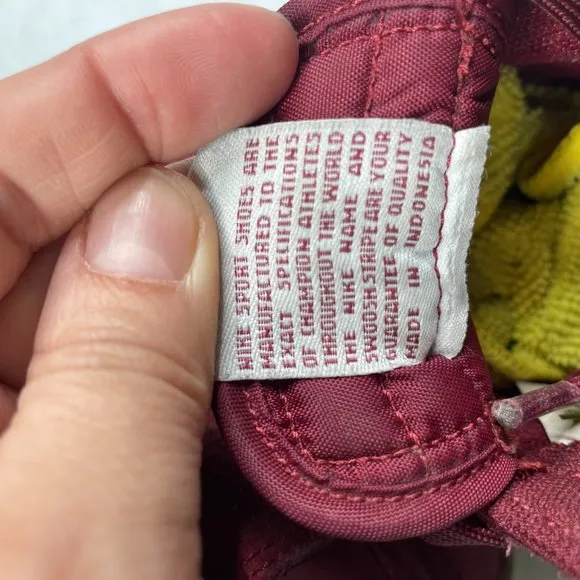 NIKE SPORT SHOES ARE
MANUFACTURED TO THE
EXACT SPECIFICATIONS
OF CHAMPION ATHLETES
THROUGHOUT THE WORLD
THE NIKE NAME AND
SWOOSH STRIPE ARE YOUR
GUARANTEE OF QUALITY
MADE IN INDONESIA